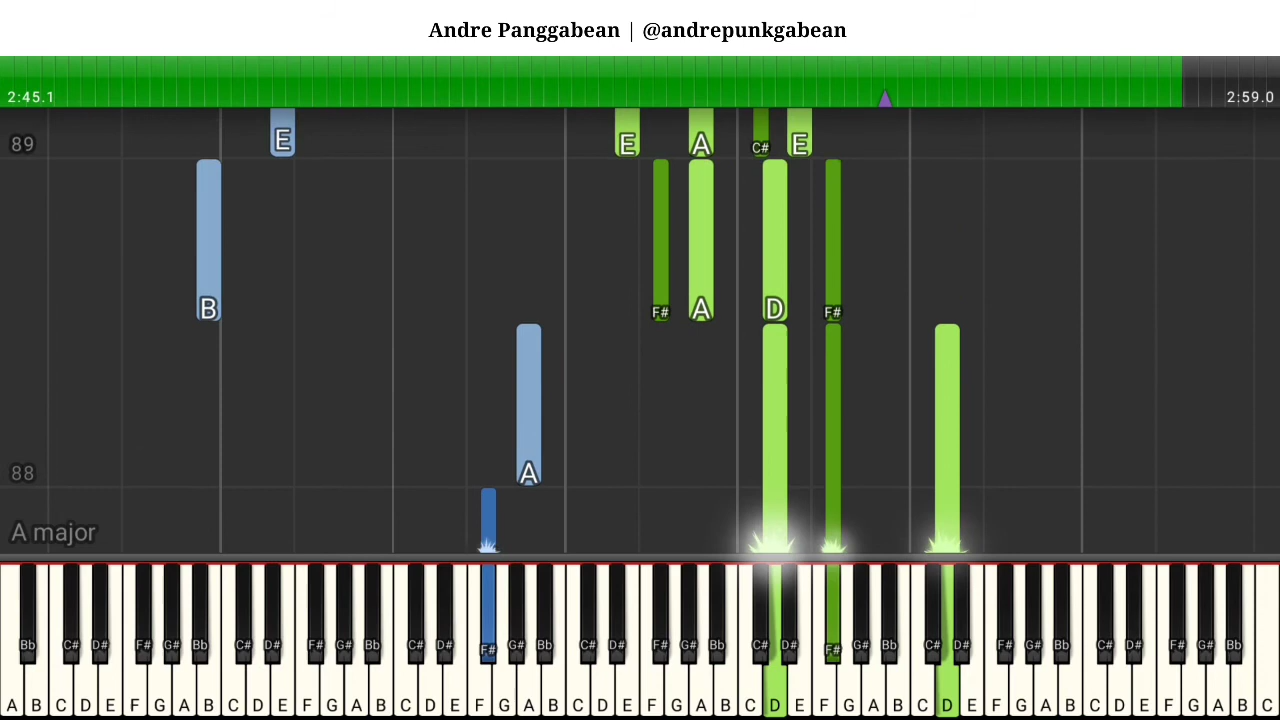 Andre Panggabean | @andrepunkgabean
2:45.1 2:59.0
89 E E A C# E
B F# A D F#
88 A
A major
Bb C# D# F# G# Bb C# D# F# G# Bb C# D# F# G# Bb C# D# F# G# Bb C# D# F# G# Bb C# D# F# G# Bb C# D# F# G# Bb
A B C D E F G A B C D E F G A B C D E F G A B C D E F G A B C D E F G A B C D E F G A B C D E F G A B C